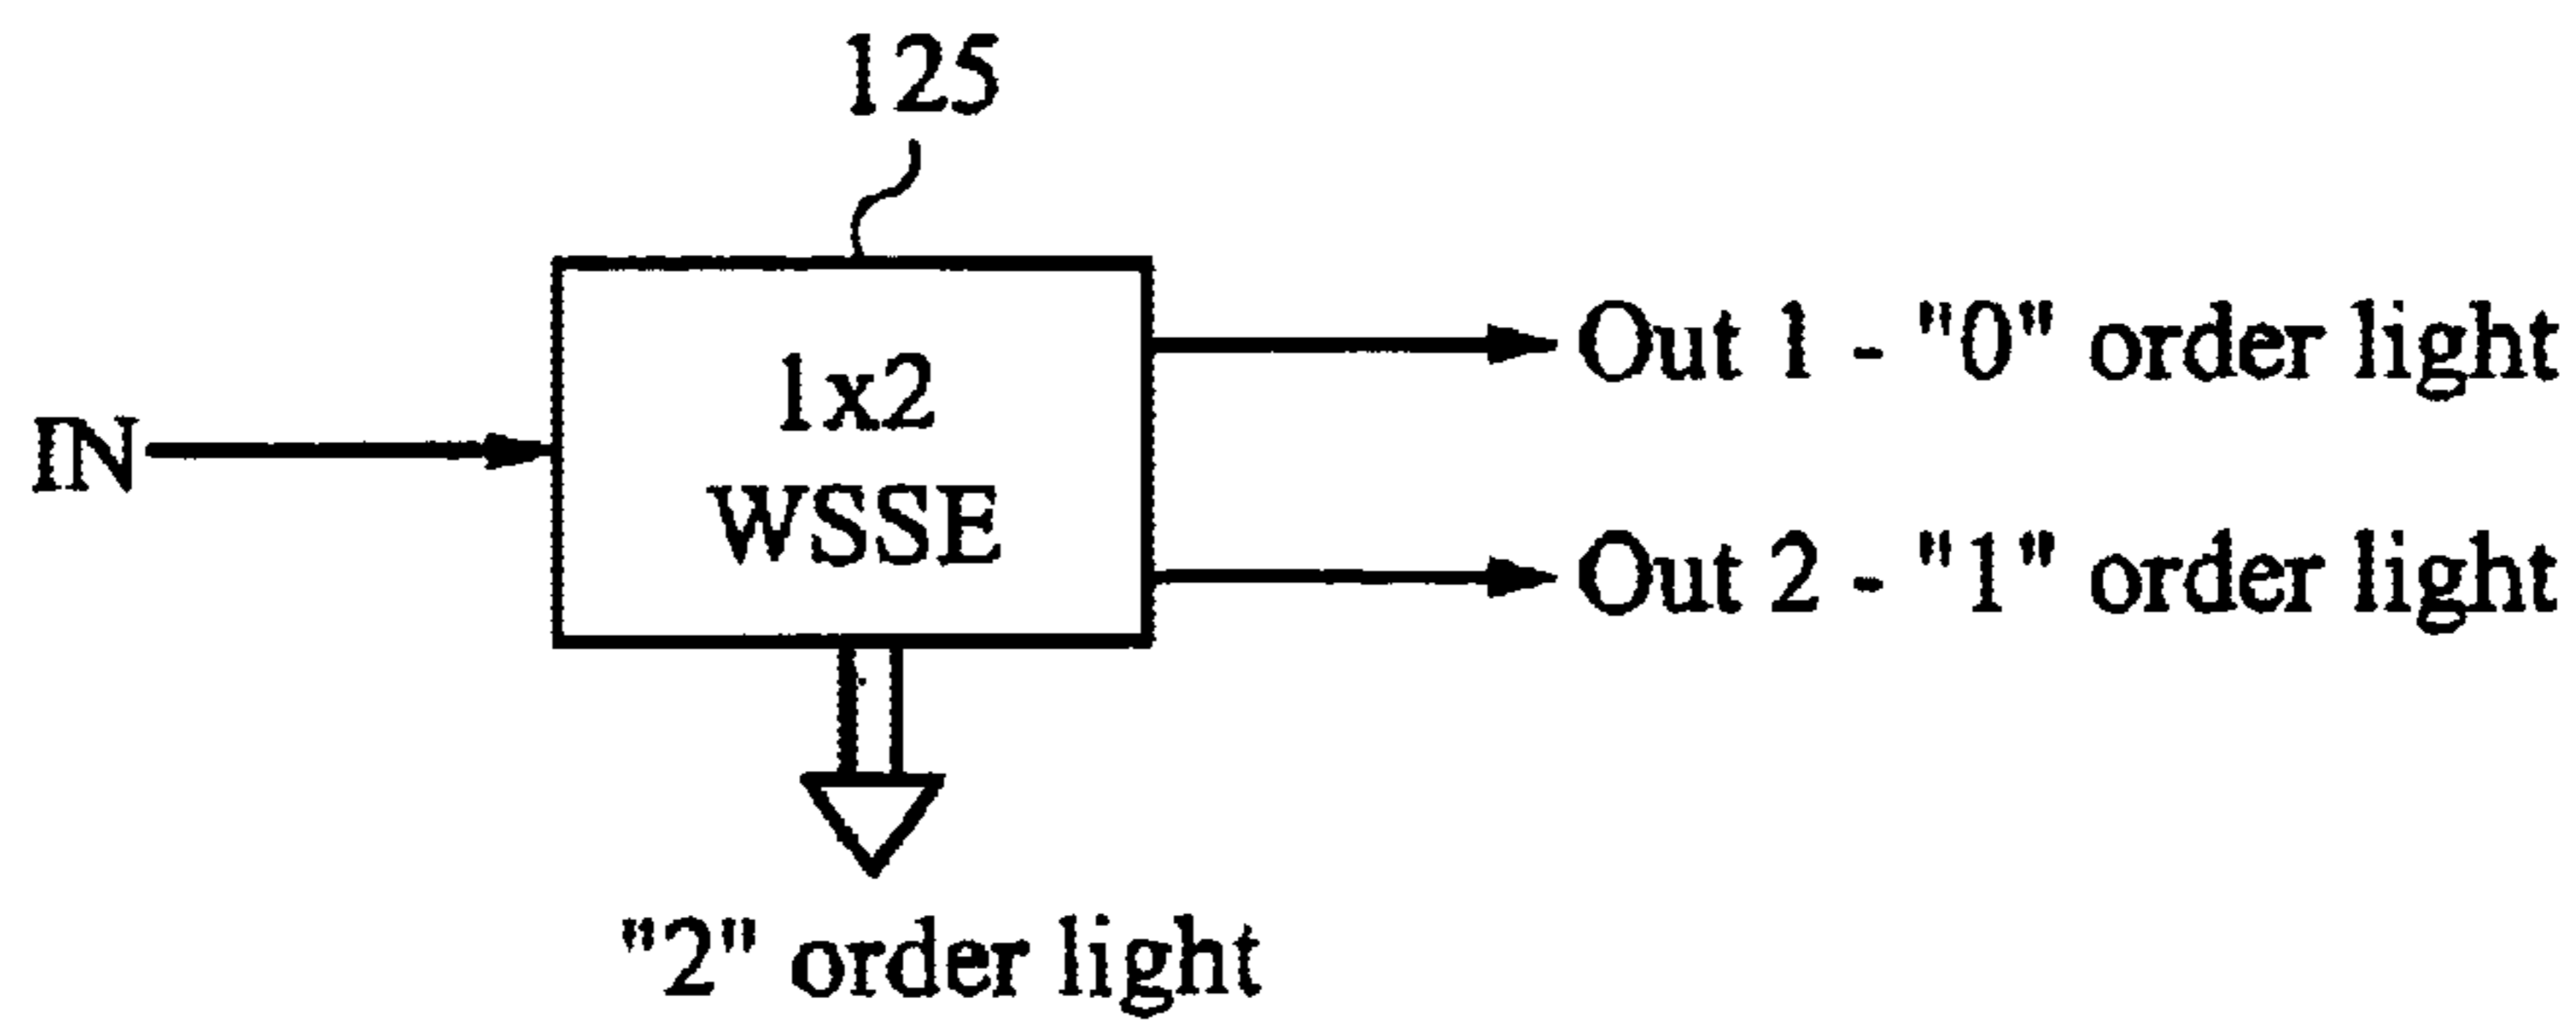 125
1x2
WSSE
IN
Out 1 - "0" order light
Out 2 - "1" order light
"2" order light